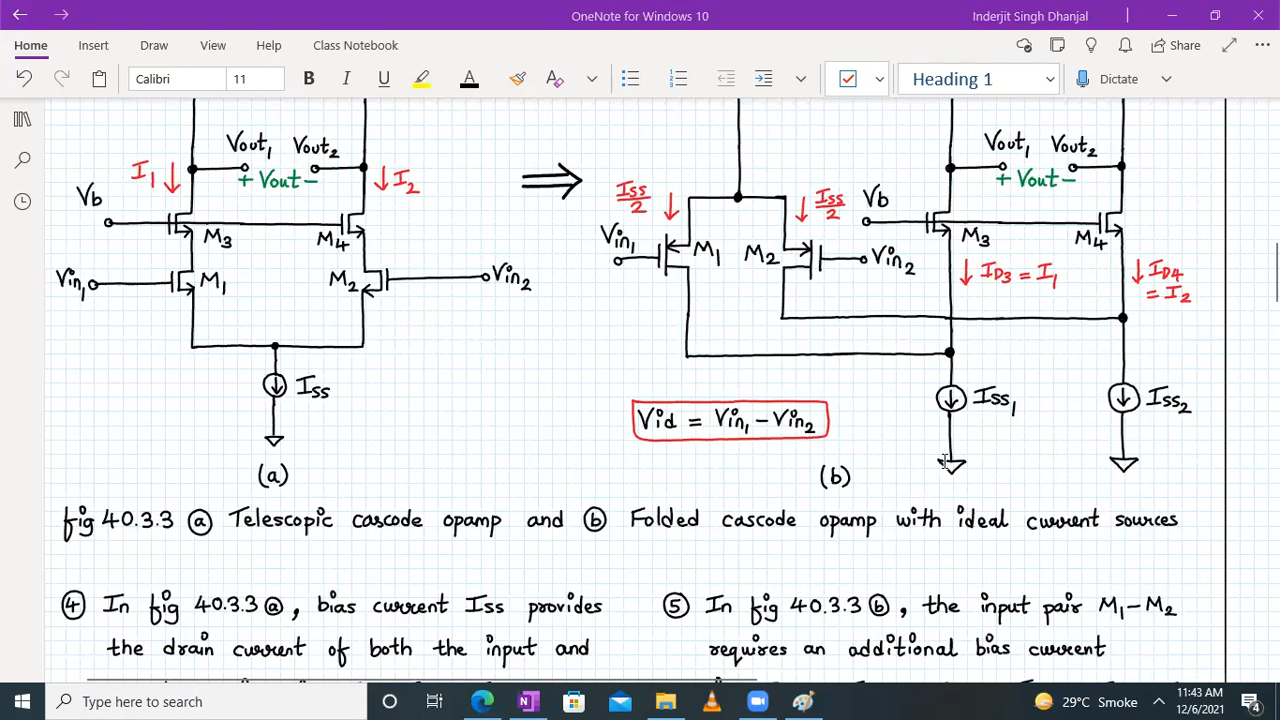 OneNote for Windows 10
Inderjit Singh Dhanjal
Home Insert Draw View Help Class Notebook
Share
Calibri 11 B I U A A Heading 1 Dictate
Vout1 Vout2
+ Vout -
I1 I2
Vb
M3 M4
Vin1 M1 M2 Vin2
Iss
(a)
⇒
Vout1 Vout2
+ Vout -
Iss/2 Iss/2 Vb
Vin1 M1 M2 Vin2 M3 M4
ID3 = I1 ID4
= I2
Iss1 Iss2
Vid = Vin1 - Vin2
(b)
fig 40.3.3 ⓐ Telescopic cascode opamp and ⓑ Folded cascode opamp with ideal current sources
④ In fig 40.3.3 ⓐ, bias current Iss provides
the drain current of both the input and
⑤ In fig 40.3.3 ⓑ, the input pair M1-M2
requires an additional bias current
Type here to search
29°C Smoke
11:43 AM
12/6/2021
4